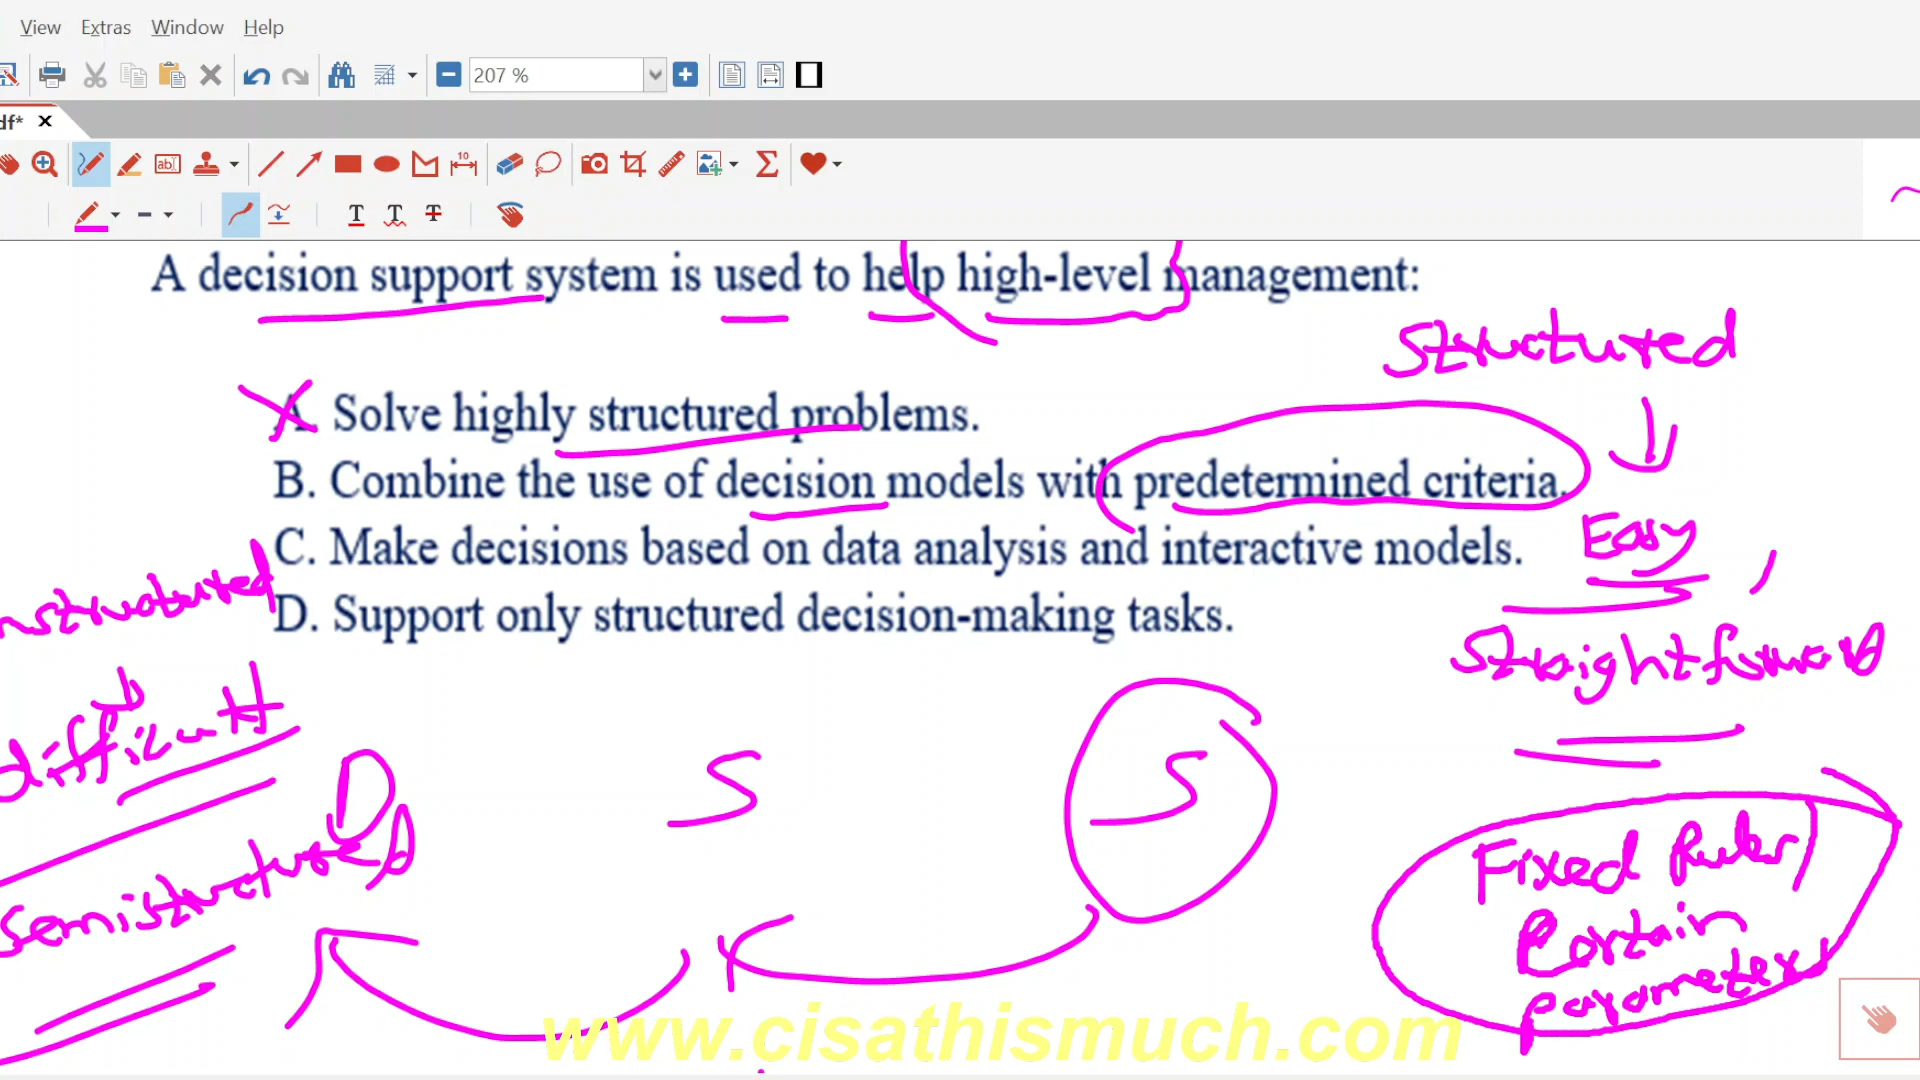 View Extras Window Help
207 %
df*
A decision support system is used to help high-level management:
structured
A. Solve highly structured problems.
B. Combine the use of decision models with predetermined criteria.
Easy
C. Make decisions based on data analysis and interactive models.
nstructured
D. Support only structured decision-making tasks.
straightforward
difficult
D S S
semistructured
Fixed Rules
Certain
parameters
www.cisathismuch.com